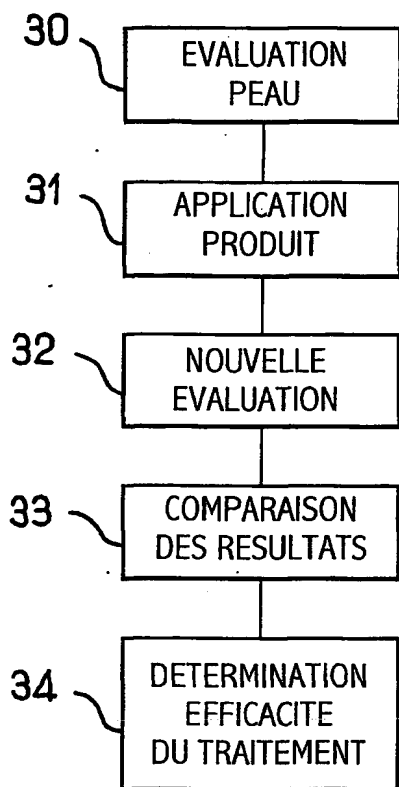 30
EVALUATION
PEAU
31
APPLICATION
PRODUIT
32
NOUVELLE
EVALUATION
33
COMPARAISON
DES RESULTATS
34
DETERMINATION
EFFICACITE
DU TRAITEMENT